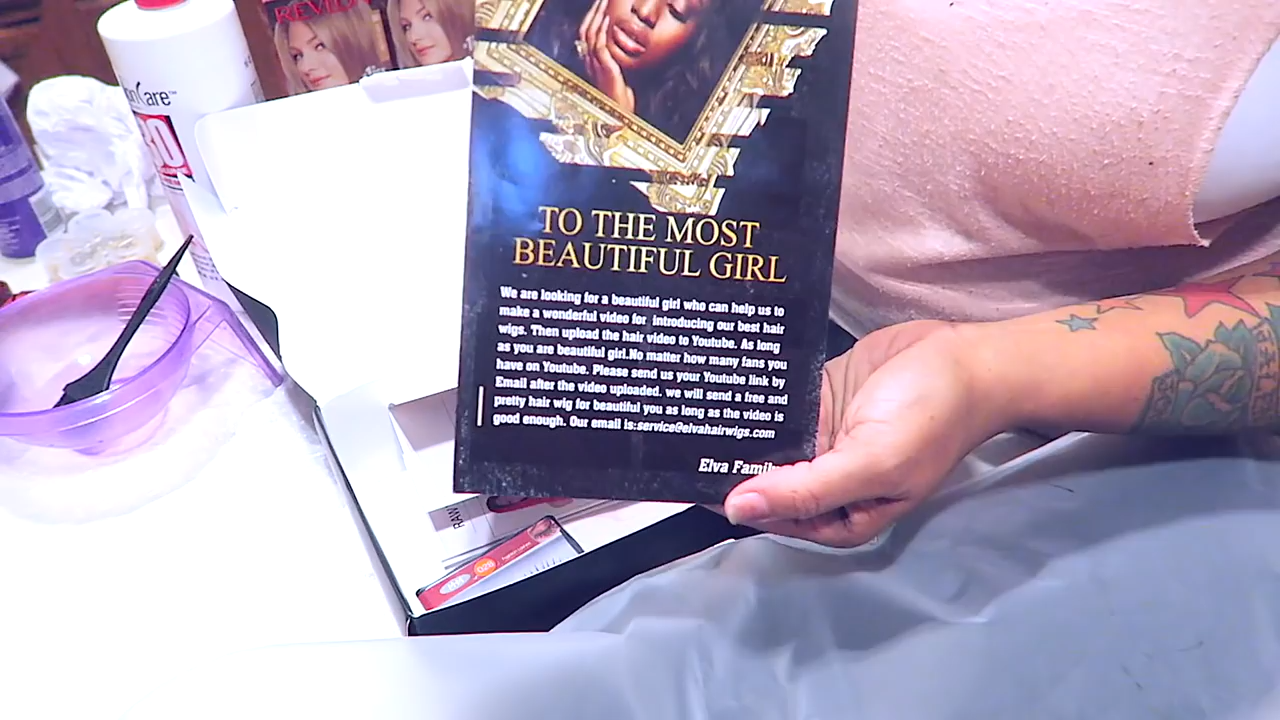 REVLON
30
TO THE MOST
BEAUTIFUL GIRL
We are looking for a beautiful girl who can help us to
make a wonderful video for introducing our best hair
wigs. Then upload the hair video to Youtube. As long
as you are beautiful girl.No matter how many fans you
have on Youtube. Please send us your Youtube link by
Email after the video uploaded. we will send a free and
pretty hair wig for beautiful you as long as the video is
good enough. Our email is:service@elvahairwigs.com
Elva Family
RAW